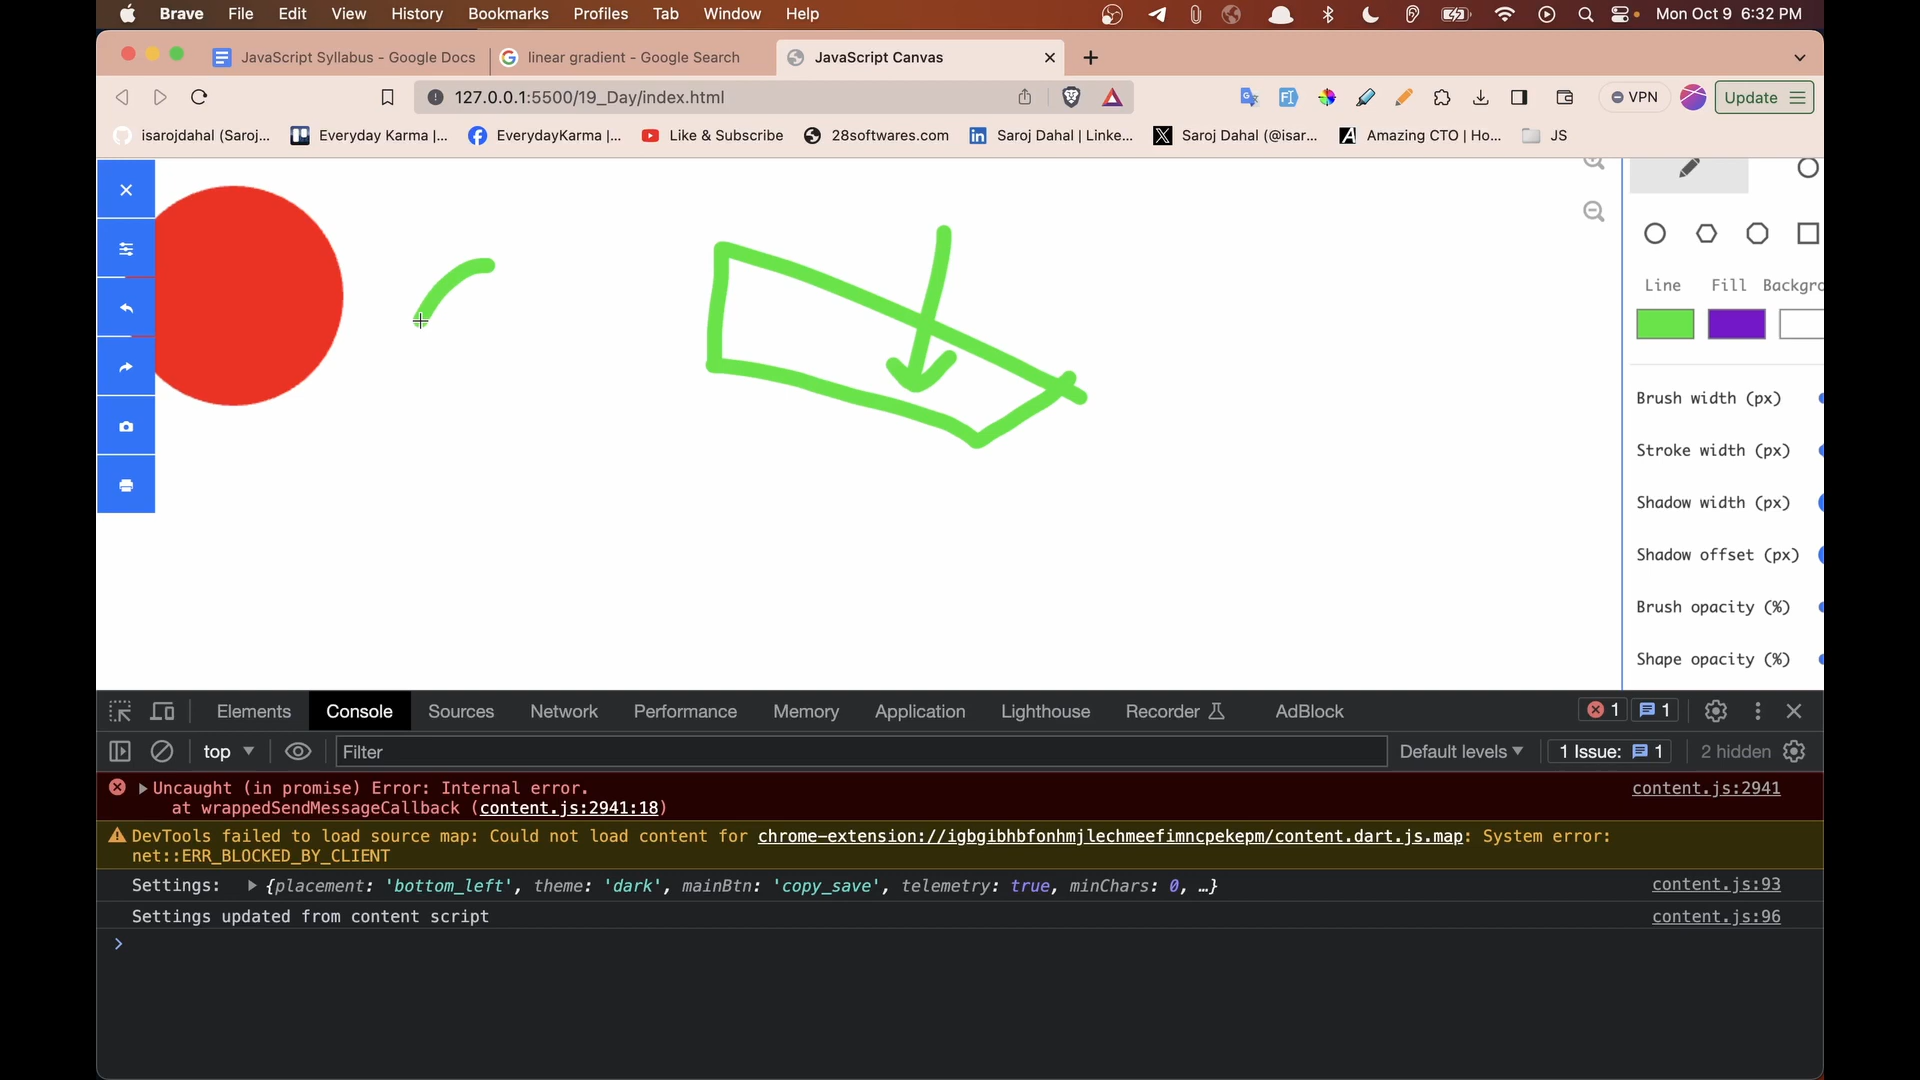 Brave File Edit View History Bookmarks Profiles Tab Window Help Mon Oct 9 6:32 PM
JavaScript Syllabus - Google Docs linear gradient - Google Search JavaScript Canvas
127.0.0.1:5500/19_Day/index.html VPN Update
isarojdahal (Saroj... Everyday Karma |... EverydayKarma |... Like & Subscribe 28softwares.com Saroj Dahal | Linke... Saroj Dahal (@isar... Amazing CTO | Ho... JS
Line Fill Backgro
Brush width (px)
Stroke width (px)
Shadow width (px)
Shadow offset (px)
Brush opacity (%)
Shape opacity (%)
Elements Console Sources Network Performance Memory Application Lighthouse Recorder AdBlock 1 1
top Filter Default levels 1 Issue: 1 2 hidden
Uncaught (in promise) Error: Internal error. content.js:2941
at wrappedSendMessageCallback (content.js:2941:18)
DevTools failed to load source map: Could not load content for chrome-extension://igbgibhbfonhmjlechmeefimncpekepm/content.dart.js.map: System error:
net::ERR_BLOCKED_BY_CLIENT
Settings: {placement: 'bottom_left', theme: 'dark', mainBtn: 'copy_save', telemetry: true, minChars: 0, …} content.js:93
Settings updated from content script content.js:96